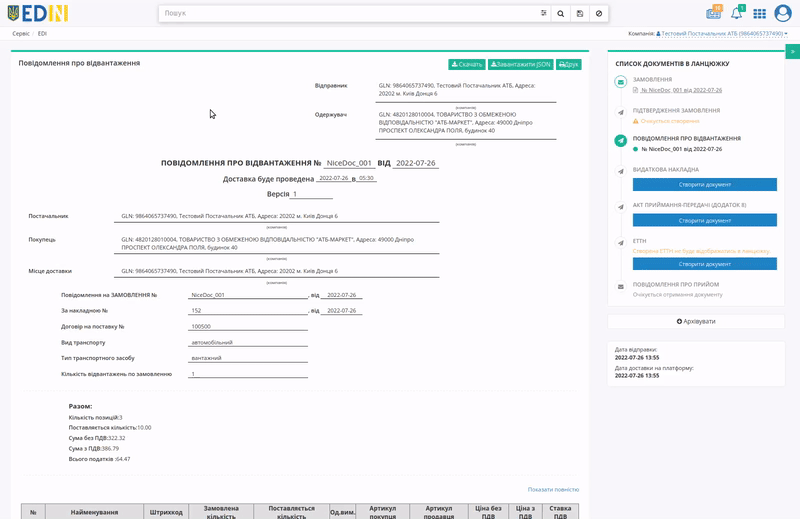 EDIN
Пошук
15
5
Сервіс EDI
Компанія: Тестовий Постачальник АТБ (9864065737490)
Повідомлення про відвантаження
Скачать
Завантажити JSON
Друк
Відправник
GLN: 9864065737490, Тестовий Постачальник АТБ, Адреса:
20202 м. Київ Донця 6
(компания)
Одержувач
GLN: 4820128010004, ТОВАРИСТВО З ОБМЕЖЕНОЮ
ВІДПОВІДАЛЬНІСТЮ "АТБ-МАРКЕТ", Адреса: 49000 Дніпро
ПРОСПЕКТ ОЛЕКСАНДРА ПОЛЯ, будинок 40
(компания)
ПОВІДОМЛЕННЯ ПРО ВІДВАНТАЖЕННЯ № NiceDoc_001 ВІД 2022-07-26
Доставка буде проведена 2022-07-26 в 05:30
Версія 1
Постачальник
GLN: 9864065737490, Тестовий Постачальник АТБ, Адреса: 20202 м. Київ Донця 6
(компания)
Покупець
GLN: 4820128010004, ТОВАРИСТВО З ОБМЕЖЕНОЮ ВІДПОВІДАЛЬНІСТЮ "АТБ-МАРКЕТ", Адреса: 49000 Дніпро
ПРОСПЕКТ ОЛЕКСАНДРА ПОЛЯ, будинок 40
(компания)
Місце доставки
GLN: 9864065737490, Тестовий Постачальник АТБ, Адреса: 20202 м. Київ Донця 6
(компания)
Повідомлення на ЗАМОВЛЕННЯ № NiceDoc_001 , від 2022-07-26
За накладною № 152 , від 2022-07-26
Договір на поставку № 100500
Вид транспорту автомобільний
Тип транспортного засобу вантажний
Кількість відвантажень по замовленню 1
Разом:
Кількість позицій:3
Поставляється кількість:10.00
Сума без ПДВ:322.32
Сума з ПДВ:386.79
Всього податків :64.47
Показати повністю
№ Найменування Штрихкод Замовлена кількість Поставляється кількість Од.вим. Артикул покупця Артикул продавця Ціна без ПДВ Ціна з ПДВ Ставка ПДВ
»
СПИСОК ДОКУМЕНТІВ В ЛАНЦЮЖКУ
ЗАМОВЛЕННЯ
№ NiceDoc_001 від 2022-07-26
ПІДТВЕРДЖЕННЯ ЗАМОВЛЕННЯ
Очікується створення
ПОВІДОМЛЕННЯ ПРО ВІДВАНТАЖЕННЯ
№ NiceDoc_001 від 2022-07-26
ВИДАТКОВА НАКЛАДНА
Створити документ
АКТ ПРИЙМАННЯ-ПЕРЕДАЧІ (ДОДАТОК 8)
Створити документ
ЕТТН
Створена ЕТТН не буде відображатись в ланцюжку.
Створити документ
ПОВІДОМЛЕННЯ ПРО ПРИЙОМ
Очікується отримання документу
Архівувати
Дата відправки:
2022-07-26 13:55
Дата доставки на платформу:
2022-07-26 13:55